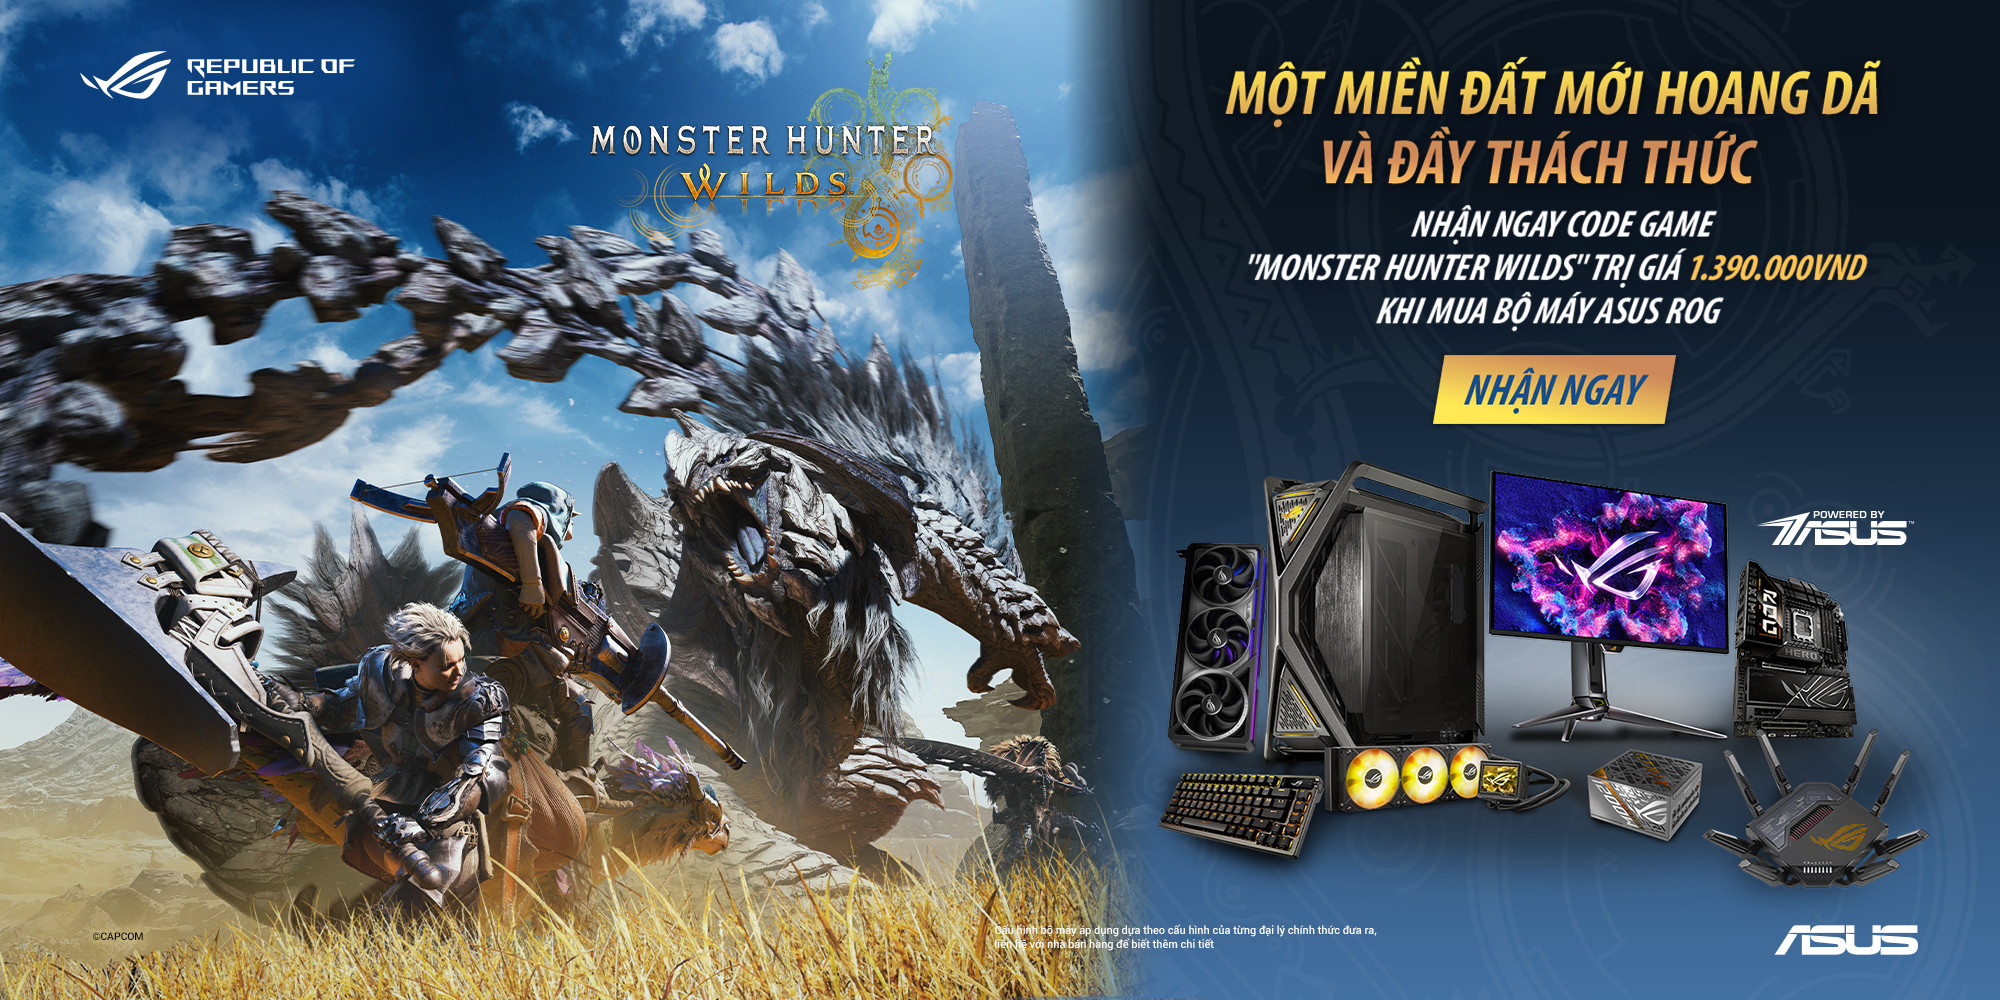 REPUBLIC OF
GAMERS
MONSTER HUNTER
WILDS
MỘT MIỀN ĐẤT MỚI HOANG DÃ
VÀ ĐẦY THÁCH THỨC
NHẬN NGAY CODE GAME
"MONSTER HUNTER WILDS" TRỊ GIÁ 1.390.000VND
KHI MUA BỘ MÁY ASUS ROG
NHẬN NGAY
POWERED BY
ASUS™
HERO
©CAPCOM
Cấu hình bộ máy áp dụng dựa theo cấu hình của từng đại lý chính thức đưa ra,
liên hệ với nhà bán hàng để biết thêm chi tiết
ASUS